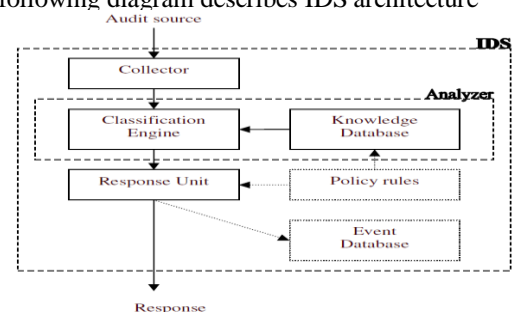 following diagram describes IDS architecture
Audit source
IDS
Collector
Analyzer
Classification
Engine
Knowledge
Database
Response Unit
Policy rules
Event
Database
Response